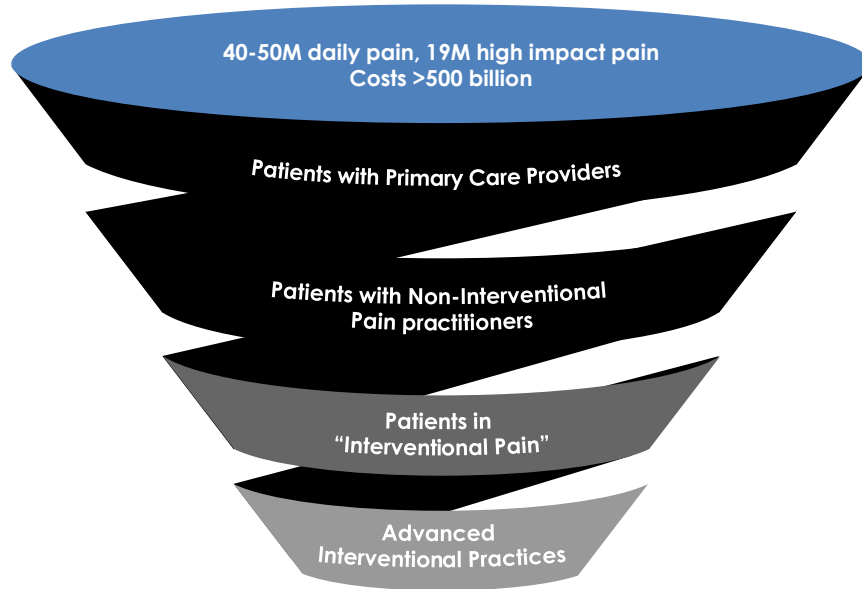 40-50M daily pain, 19M high impact pain
Costs >500 billion
Patients with Primary Care Providers
Patients with Non-Interventional
Pain practitioners
Patients in
“Interventional Pain”
Advanced
Interventional Practices